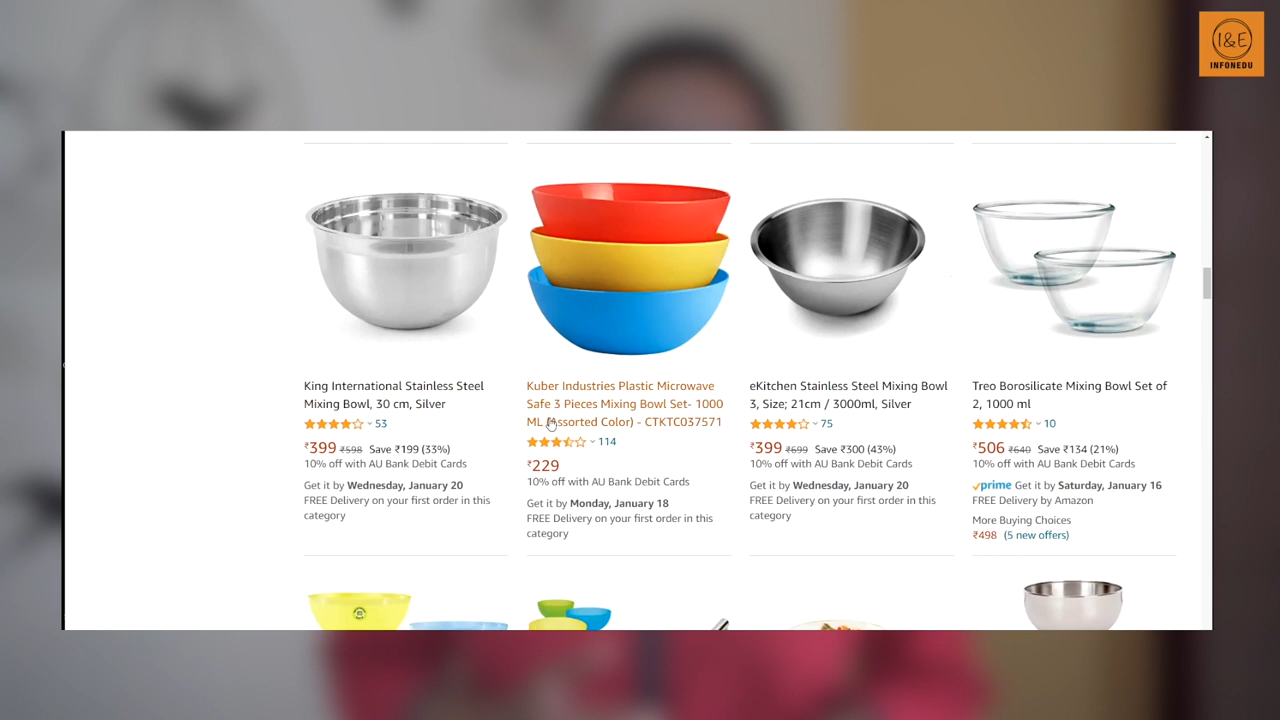 I&E
INFONEDU
King International Stainless Steel
Mixing Bowl, 30 cm, Silver
53
₹399 ₹598 Save ₹199 (33%)
10% off with AU Bank Debit Cards
Get it by Wednesday, January 20
FREE Delivery on your first order in this
category
Kuber Industries Plastic Microwave
Safe 3 Pieces Mixing Bowl Set- 1000
ML (Assorted Color) - CTKTC037571
114
₹229
10% off with AU Bank Debit Cards
Get it by Monday, January 18
FREE Delivery on your first order in this
category
eKitchen Stainless Steel Mixing Bowl
3, Size; 21cm / 3000ml, Silver
75
₹399 ₹699 Save ₹300 (43%)
10% off with AU Bank Debit Cards
Get it by Wednesday, January 20
FREE Delivery on your first order in this
category
Treo Borosilicate Mixing Bowl Set of
2, 1000 ml
10
₹506 ₹640 Save ₹134 (21%)
10% off with AU Bank Debit Cards
prime Get it by Saturday, January 16
FREE Delivery by Amazon
More Buying Choices
₹498 (5 new offers)